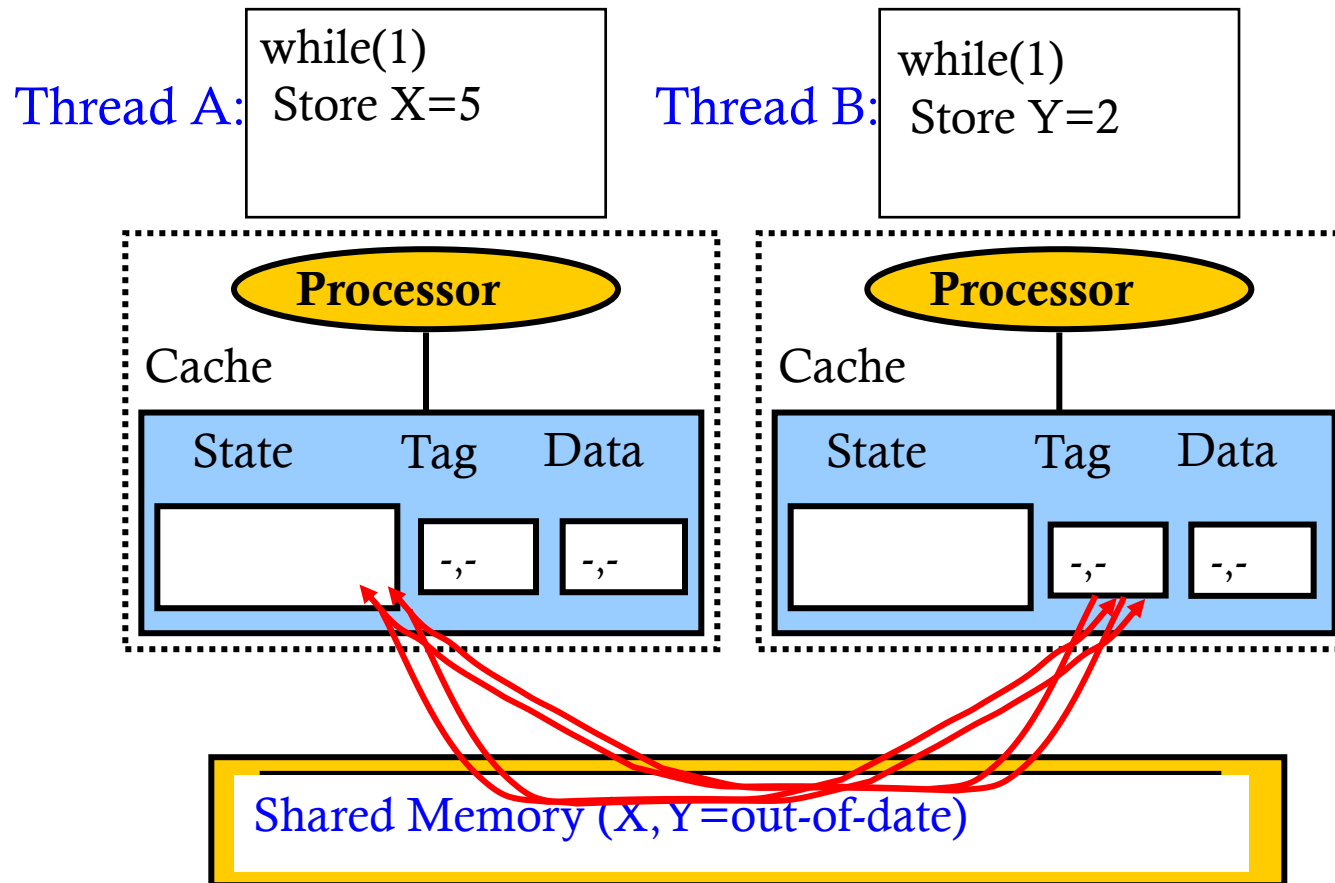 while(1)
Thread A: Store X=5
while(1)
Thread B: Store Y=2
Processor
Cache
State Tag Data
-,- -,-
Processor
Cache
State Tag Data
-,- -,-
Shared Memory (X,Y=out-of-date)